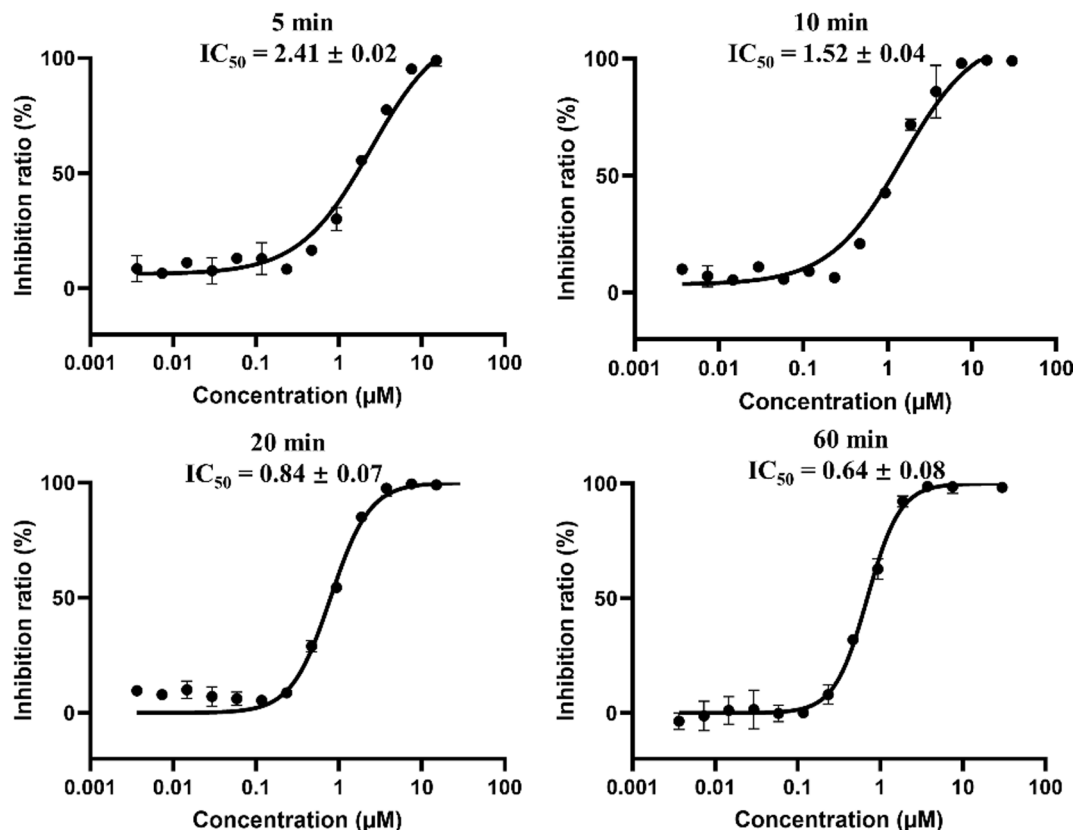 5 min
IC50 = 2.41 ± 0.02
Inhibition ratio (%)
100
50
0
0.001 0.01 0.1 1 10 100
Concentration (µM)
10 min
IC50 = 1.52 ± 0.04
Inhibition ratio (%)
100
50
0
0.001 0.01 0.1 1 10 100
Concentration (µM)
20 min
IC50 = 0.84 ± 0.07
Inhibition ratio (%)
100
50
0
0.001 0.01 0.1 1 10 100
Concentration (µM)
60 min
IC50 = 0.64 ± 0.08
Inhibition ratio (%)
100
50
0
0.001 0.01 0.1 1 10 100
Concentration (µM)